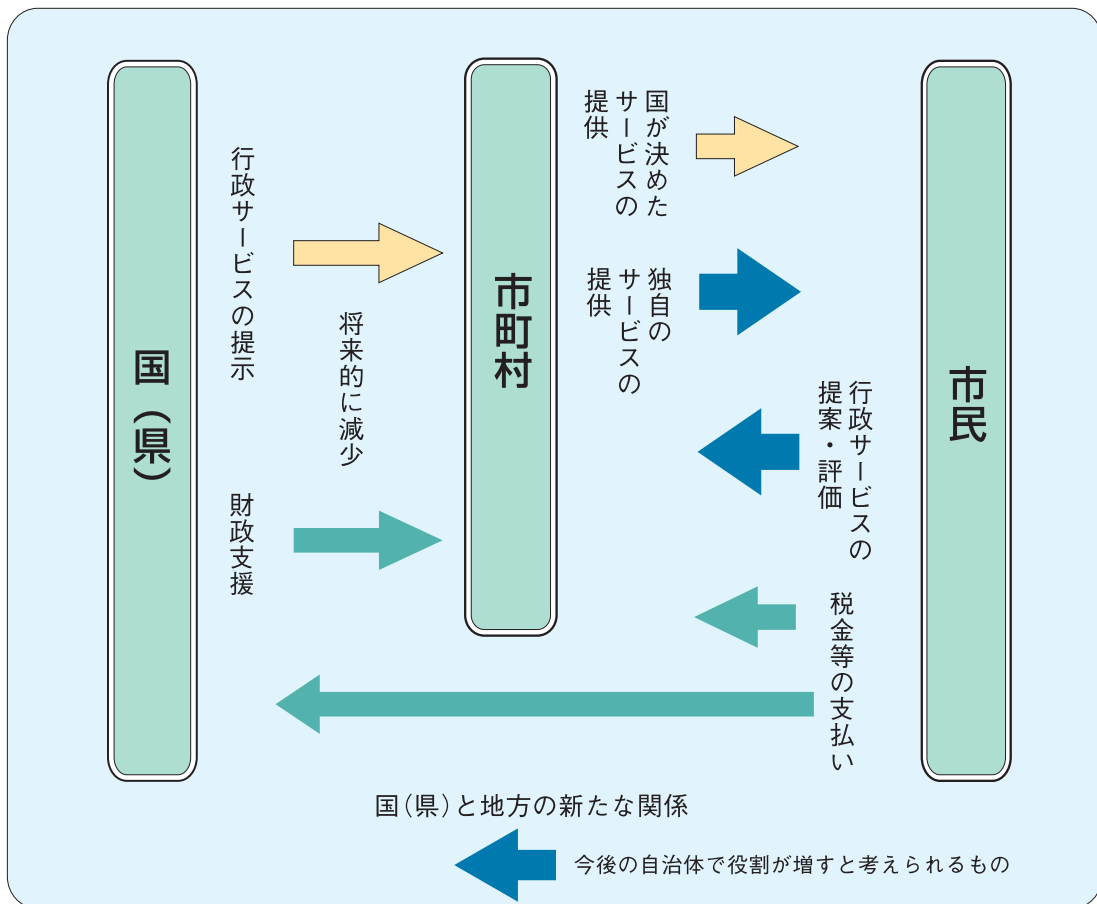 国（県）
行政サービスの提示
将来的に減少
財政支援
市町村
国が決めた
サービスの
提供
独自の
サービスの
提供
行政サービスの
提案・評価
税金等の支払い
市民
国（県）と地方の新たな関係
今後の自治体で役割が増すと考えられるもの